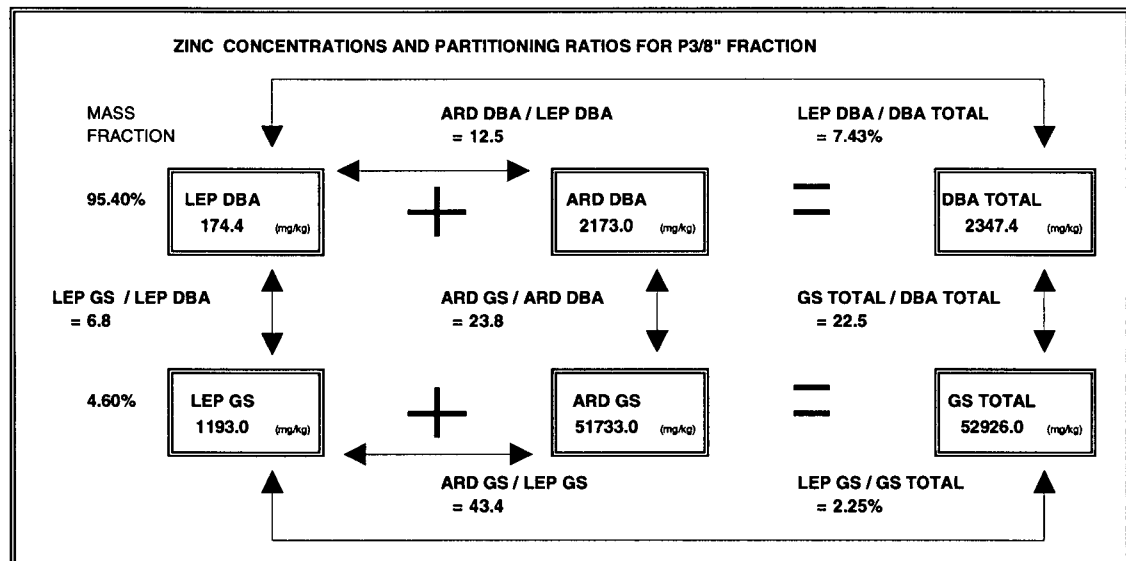 ZINC CONCENTRATIONS AND PARTITIONING RATIOS FOR P3/8" FRACTION
MASS
FRACTION
ARD DBA / LEP DBA
= 12.5
LEP DBA / DBA TOTAL
= 7.43%
95.40%
LEP DBA
174.4 (mg/kg)
+
ARD DBA
2173.0 (mg/kg)
=
DBA TOTAL
2347.4 (mg/kg)
LEP GS / LEP DBA
= 6.8
ARD GS / ARD DBA
= 23.8
GS TOTAL / DBA TOTAL
= 22.5
4.60%
LEP GS
1193.0 (mg/kg)
+
ARD GS
51733.0 (mg/kg)
=
GS TOTAL
52926.0 (mg/kg)
ARD GS / LEP GS
= 43.4
LEP GS / GS TOTAL
= 2.25%